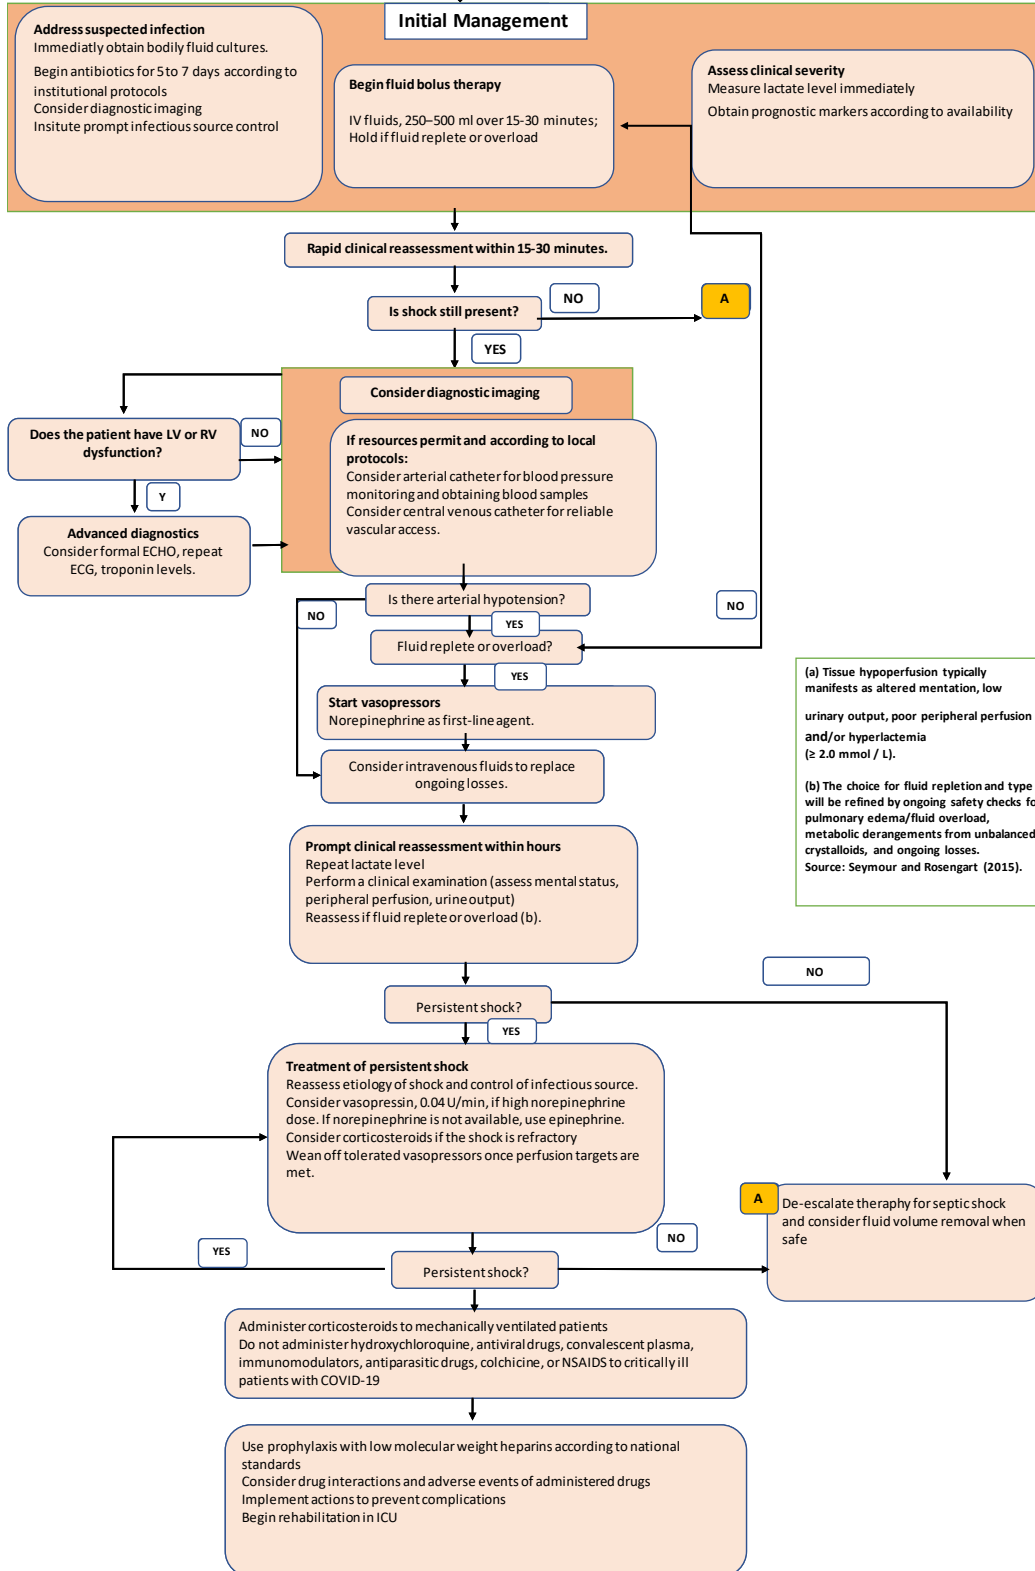 Initial Management
Address suspected infection
Immediatly obtain bodily fluid cultures.
Begin antibiotics for 5 to 7 days according to
institutional protocols
Consider diagnostic imaging
Insitute prompt infectious source control
Begin fluid bolus therapy
IV fluids, 250–500 ml over 15-30 minutes;
Hold if fluid replete or overload
Assess clinical severity
Measure lactate level immediately
Obtain prognostic markers according to availability
Rapid clinical reassessment within 15-30 minutes.
Is shock still present?
NO
A
YES
Consider diagnostic imaging
Does the patient have LV or RV
dysfunction?
NO
Y
Advanced diagnostics
Consider formal ECHO, repeat
ECG, troponin levels.
If resources permit and according to local
protocols:
Consider arterial catheter for blood pressure
monitoring and obtaining blood samples
Consider central venous catheter for reliable
vascular access.
Is there arterial hypotension?
NO
YES
NO
Fluid replete or overload?
YES
Start vasopressors
Norepinephrine as first-line agent.
Consider intravenous fluids to replace
ongoing losses.
(a) Tissue hypoperfusion typically
manifests as altered mentation, low
urinary output, poor peripheral perfusion
and/or hyperlactemia
(≥ 2.0 mmol / L).
(b) The choice for fluid repletion and type
will be refined by ongoing safety checks fo
pulmonary edema/fluid overload,
metabolic derangements from unbalanced
crystalloids, and ongoing losses.
Source: Seymour and Rosengart (2015).
Prompt clinical reassessment within hours
Repeat lactate level
Perform a clinical examination (assess mental status,
peripheral perfusion, urine output)
Reassess if fluid replete or overload (b).
NO
Persistent shock?
YES
Treatment of persistent shock
Reassess etiology of shock and control of infectious source.
Consider vasopressin, 0.04 U/min, if high norepinephrine
dose. If norepinephrine is not available, use epinephrine.
Consider corticosteroids if the shock is refractory
Wean off tolerated vasopressors once perfusion targets are
met.
A
De-escalate theraphy for septic shock
and consider fluid volume removal when
safe
YES
NO
Persistent shock?
Administer corticosteroids to mechanically ventilated patients
Do not administer hydroxychloroquine, antiviral drugs, convalescent plasma,
immunomodulators, antiparasitic drugs, colchicine, or NSAIDS to critically ill
patients with COVID-19
Use prophylaxis with low molecular weight heparins according to national
standards
Consider drug interactions and adverse events of administered drugs
Implement actions to prevent complications
Begin rehabilitation in ICU